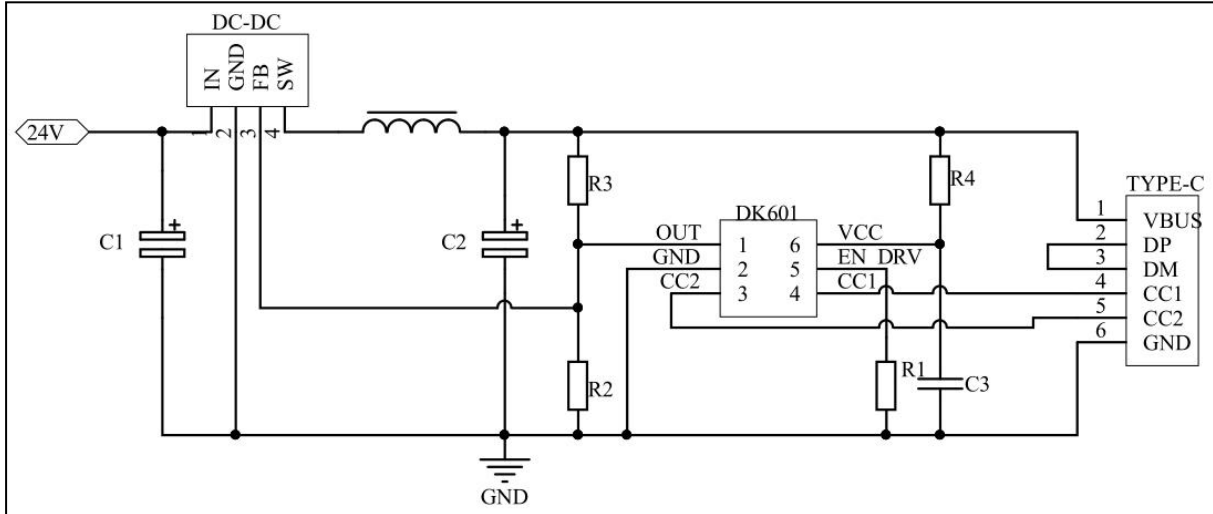 DC-DC
IN GND FB SW
24V 1 2 3 4
R3
R4
TYPE-C
DK601
1 VBUS
C1
C2
OUT 1 6 VCC
2 DP
GND 2 5 EN_DRV
3 DM
CC2 3 4 CC1
4 CC1
5 CC2
6 GND
R2
R1
C3
GND